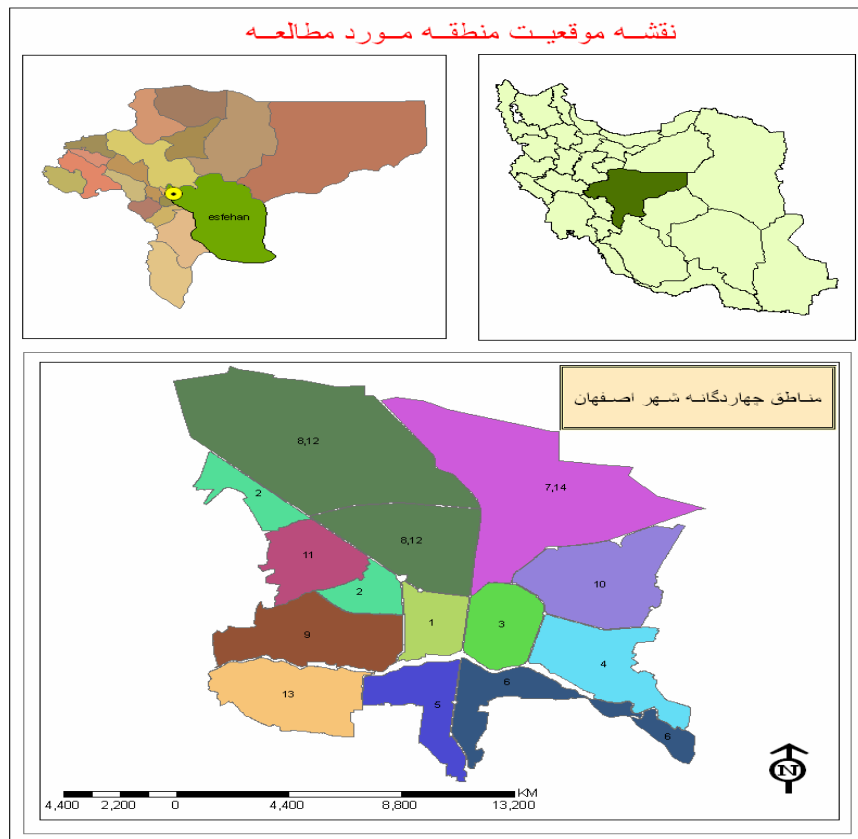 نقشه موقعیت منطقه مورد مطالعه
esfehan
مناطق چهاردگانه شهر اصفهان
8,12
7,14
2
8,12
11
10
2
1
3
9
4
6
13
5
6
N
KM
4,400 2,200 0 4,400 8,800 13,200